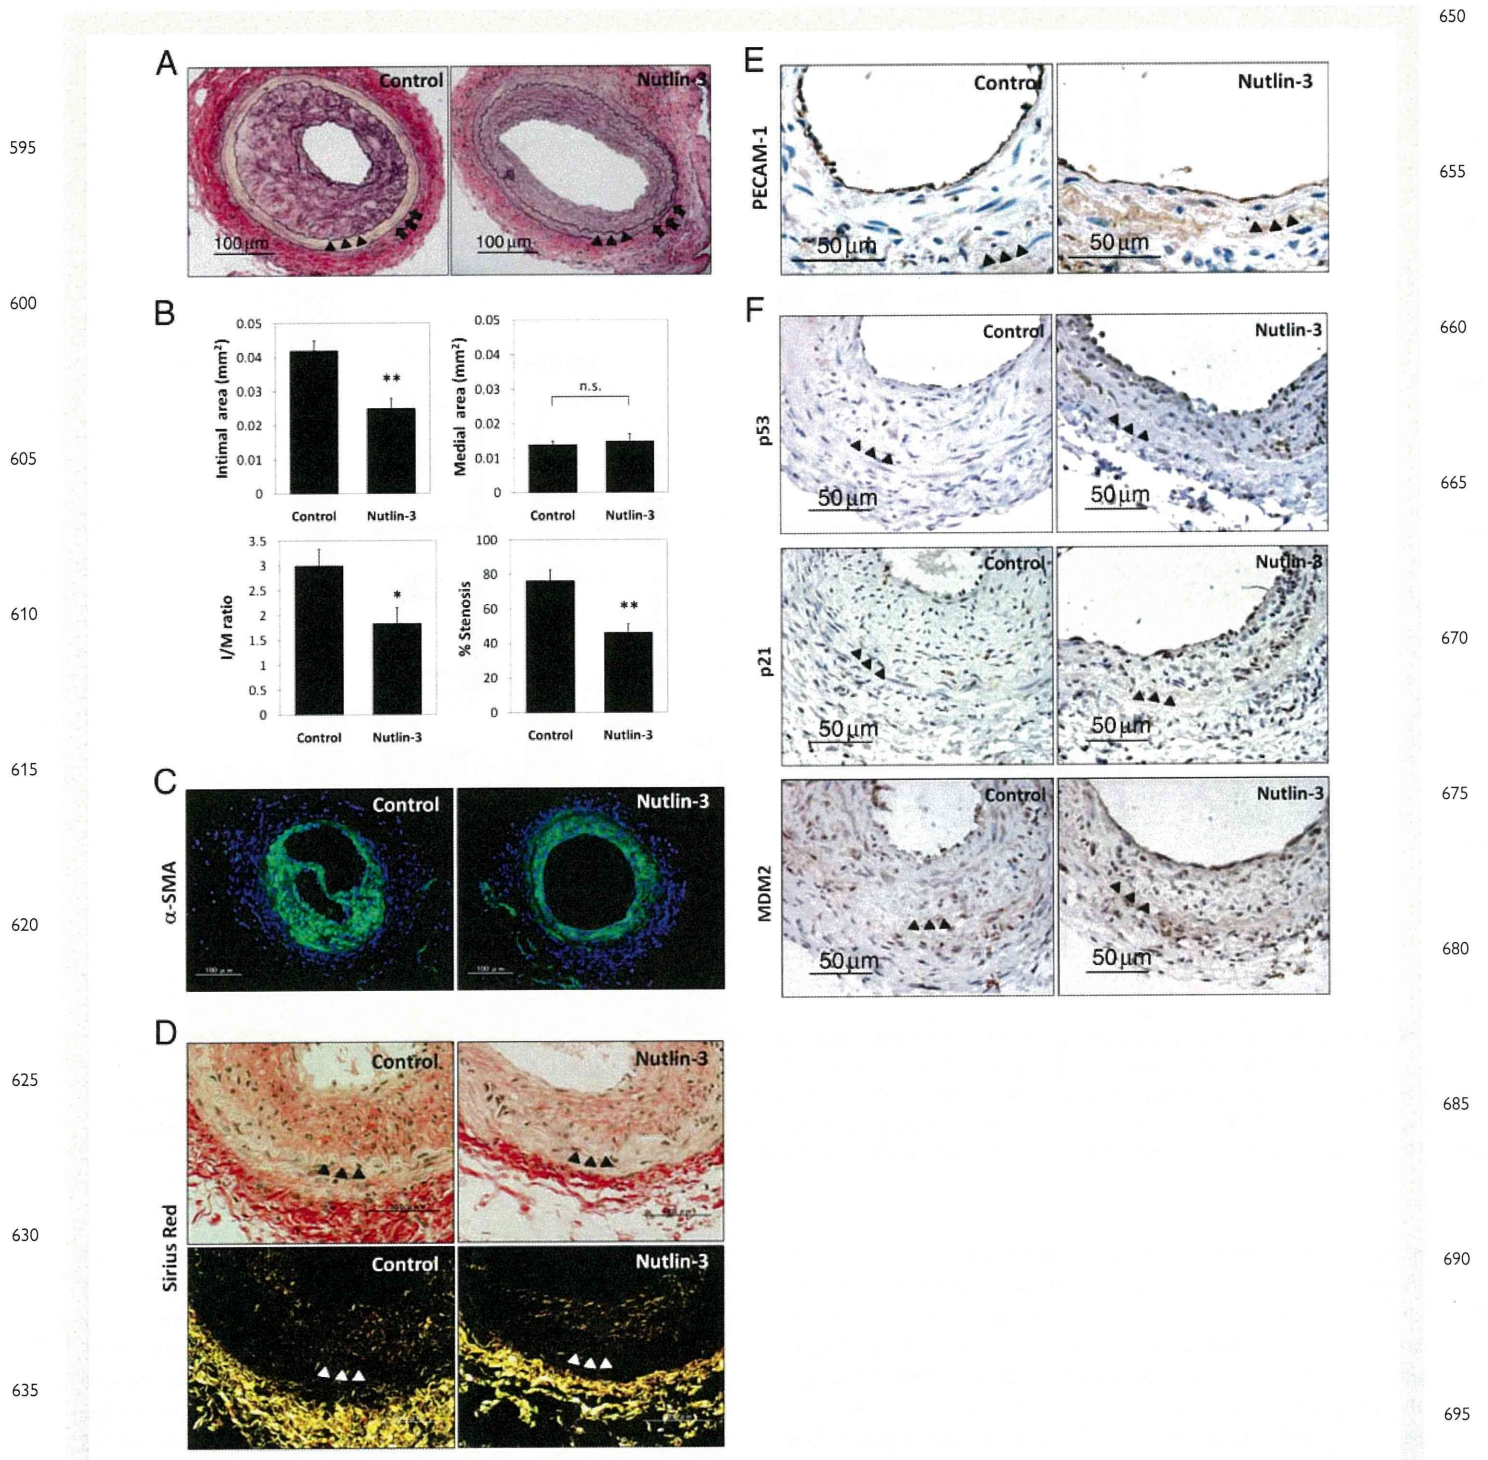 650
A
Control
Nutlin-3
100 μm
100 μm
E
PECAM-1
Control
Nutlin-3
50 μm
50 μm
595
655
600
B
Intimal area (mm²)
0.05
0.04
0.03
0.02
0.01
0
**
Control
Nutlin-3
Medial area (mm²)
0.05
0.04
0.03
0.02
0.01
0
n.s.
Control
Nutlin-3
605
I/M ratio
3.5
3
2.5
2
1.5
1
0.5
0
*
Control
Nutlin-3
% Stenosis
100
80
60
40
20
0
**
Control
Nutlin-3
610
F
660
p53
Control
Nutlin-3
50 μm
50 μm
665
p21
Control
Nutlin-3
50 μm
50 μm
670
MDM2
Control
Nutlin-3
50 μm
50 μm
675
680
615
C
α-SMA
Control
Nutlin-3
100 μm
100 μm
620
D
Sirius Red
Control
Nutlin-3
Control
Nutlin-3
625
630
635
685
690
695